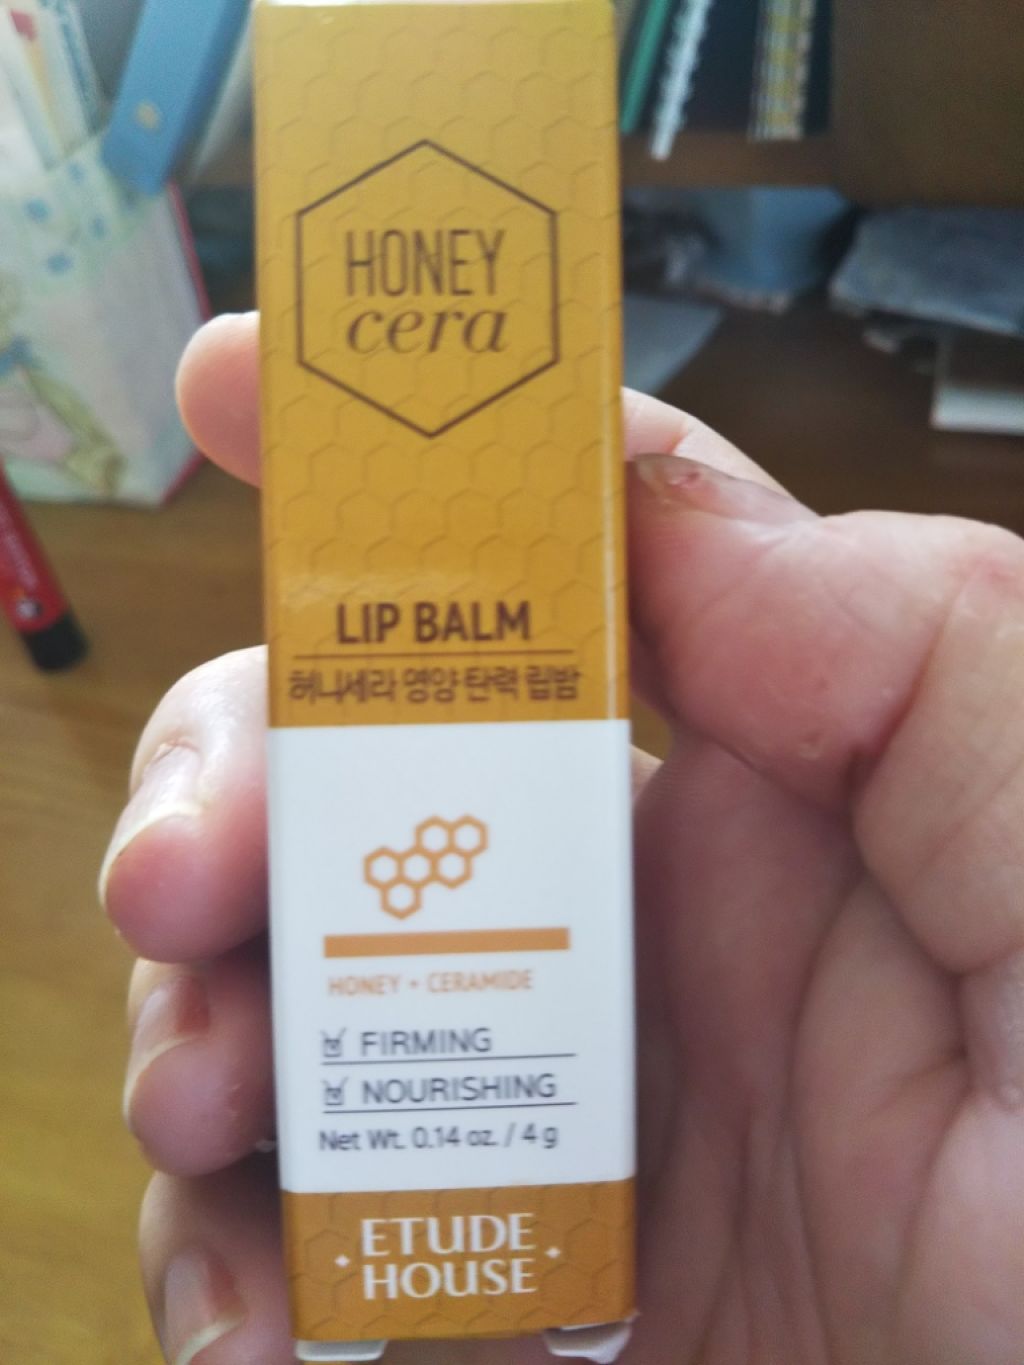 HONEY
cera
LIP BALM
허니세라 영양 탄력 립밤
HONEY + CERAMIDE
FIRMING
NOURISHING
Net Wt. 0.14 oz. / 4 g
ETUDE
HOUSE